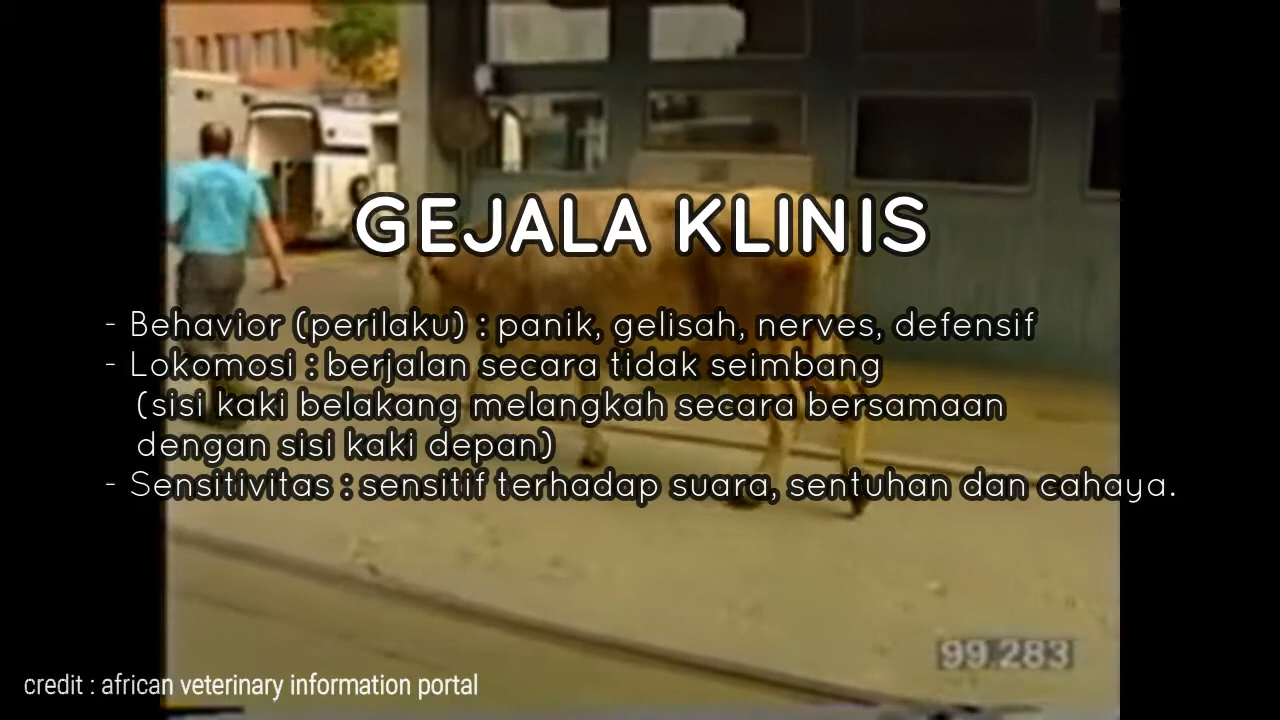 GEJALA KLINIS
- Behavior (perilaku) : panik, gelisah, nerves, defensif
- Lokomosi : berjalan secara tidak seimbang
(sisi kaki belakang melangkah secara bersamaan
dengan sisi kaki depan)
- Sensitivitas : sensitif terhadap suara, sentuhan dan cahaya.
99.283
credit : african veterinary information portal